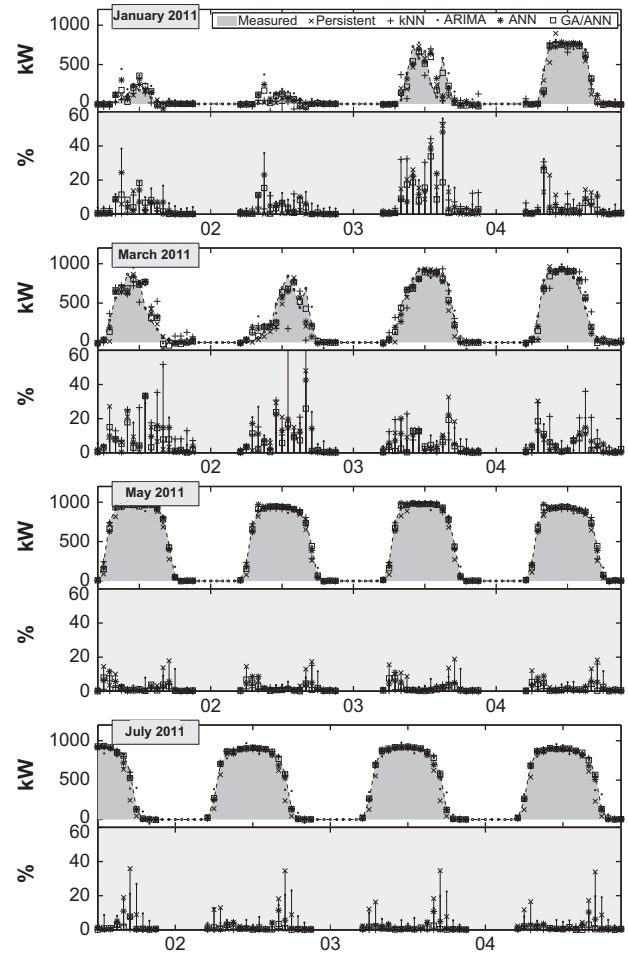 January 2011
Measured × Persistent + kNN · ARIMA * ANN □ GA/ANN
kW
1000
500
0
%
60
40
20
0
02 03 04
March 2011
kW
1000
500
0
%
60
40
20
0
02 03 04
May 2011
kW
1000
500
0
%
60
40
20
0
02 03 04
July 2011
kW
1000
500
0
%
60
40
20
0
02 03 04